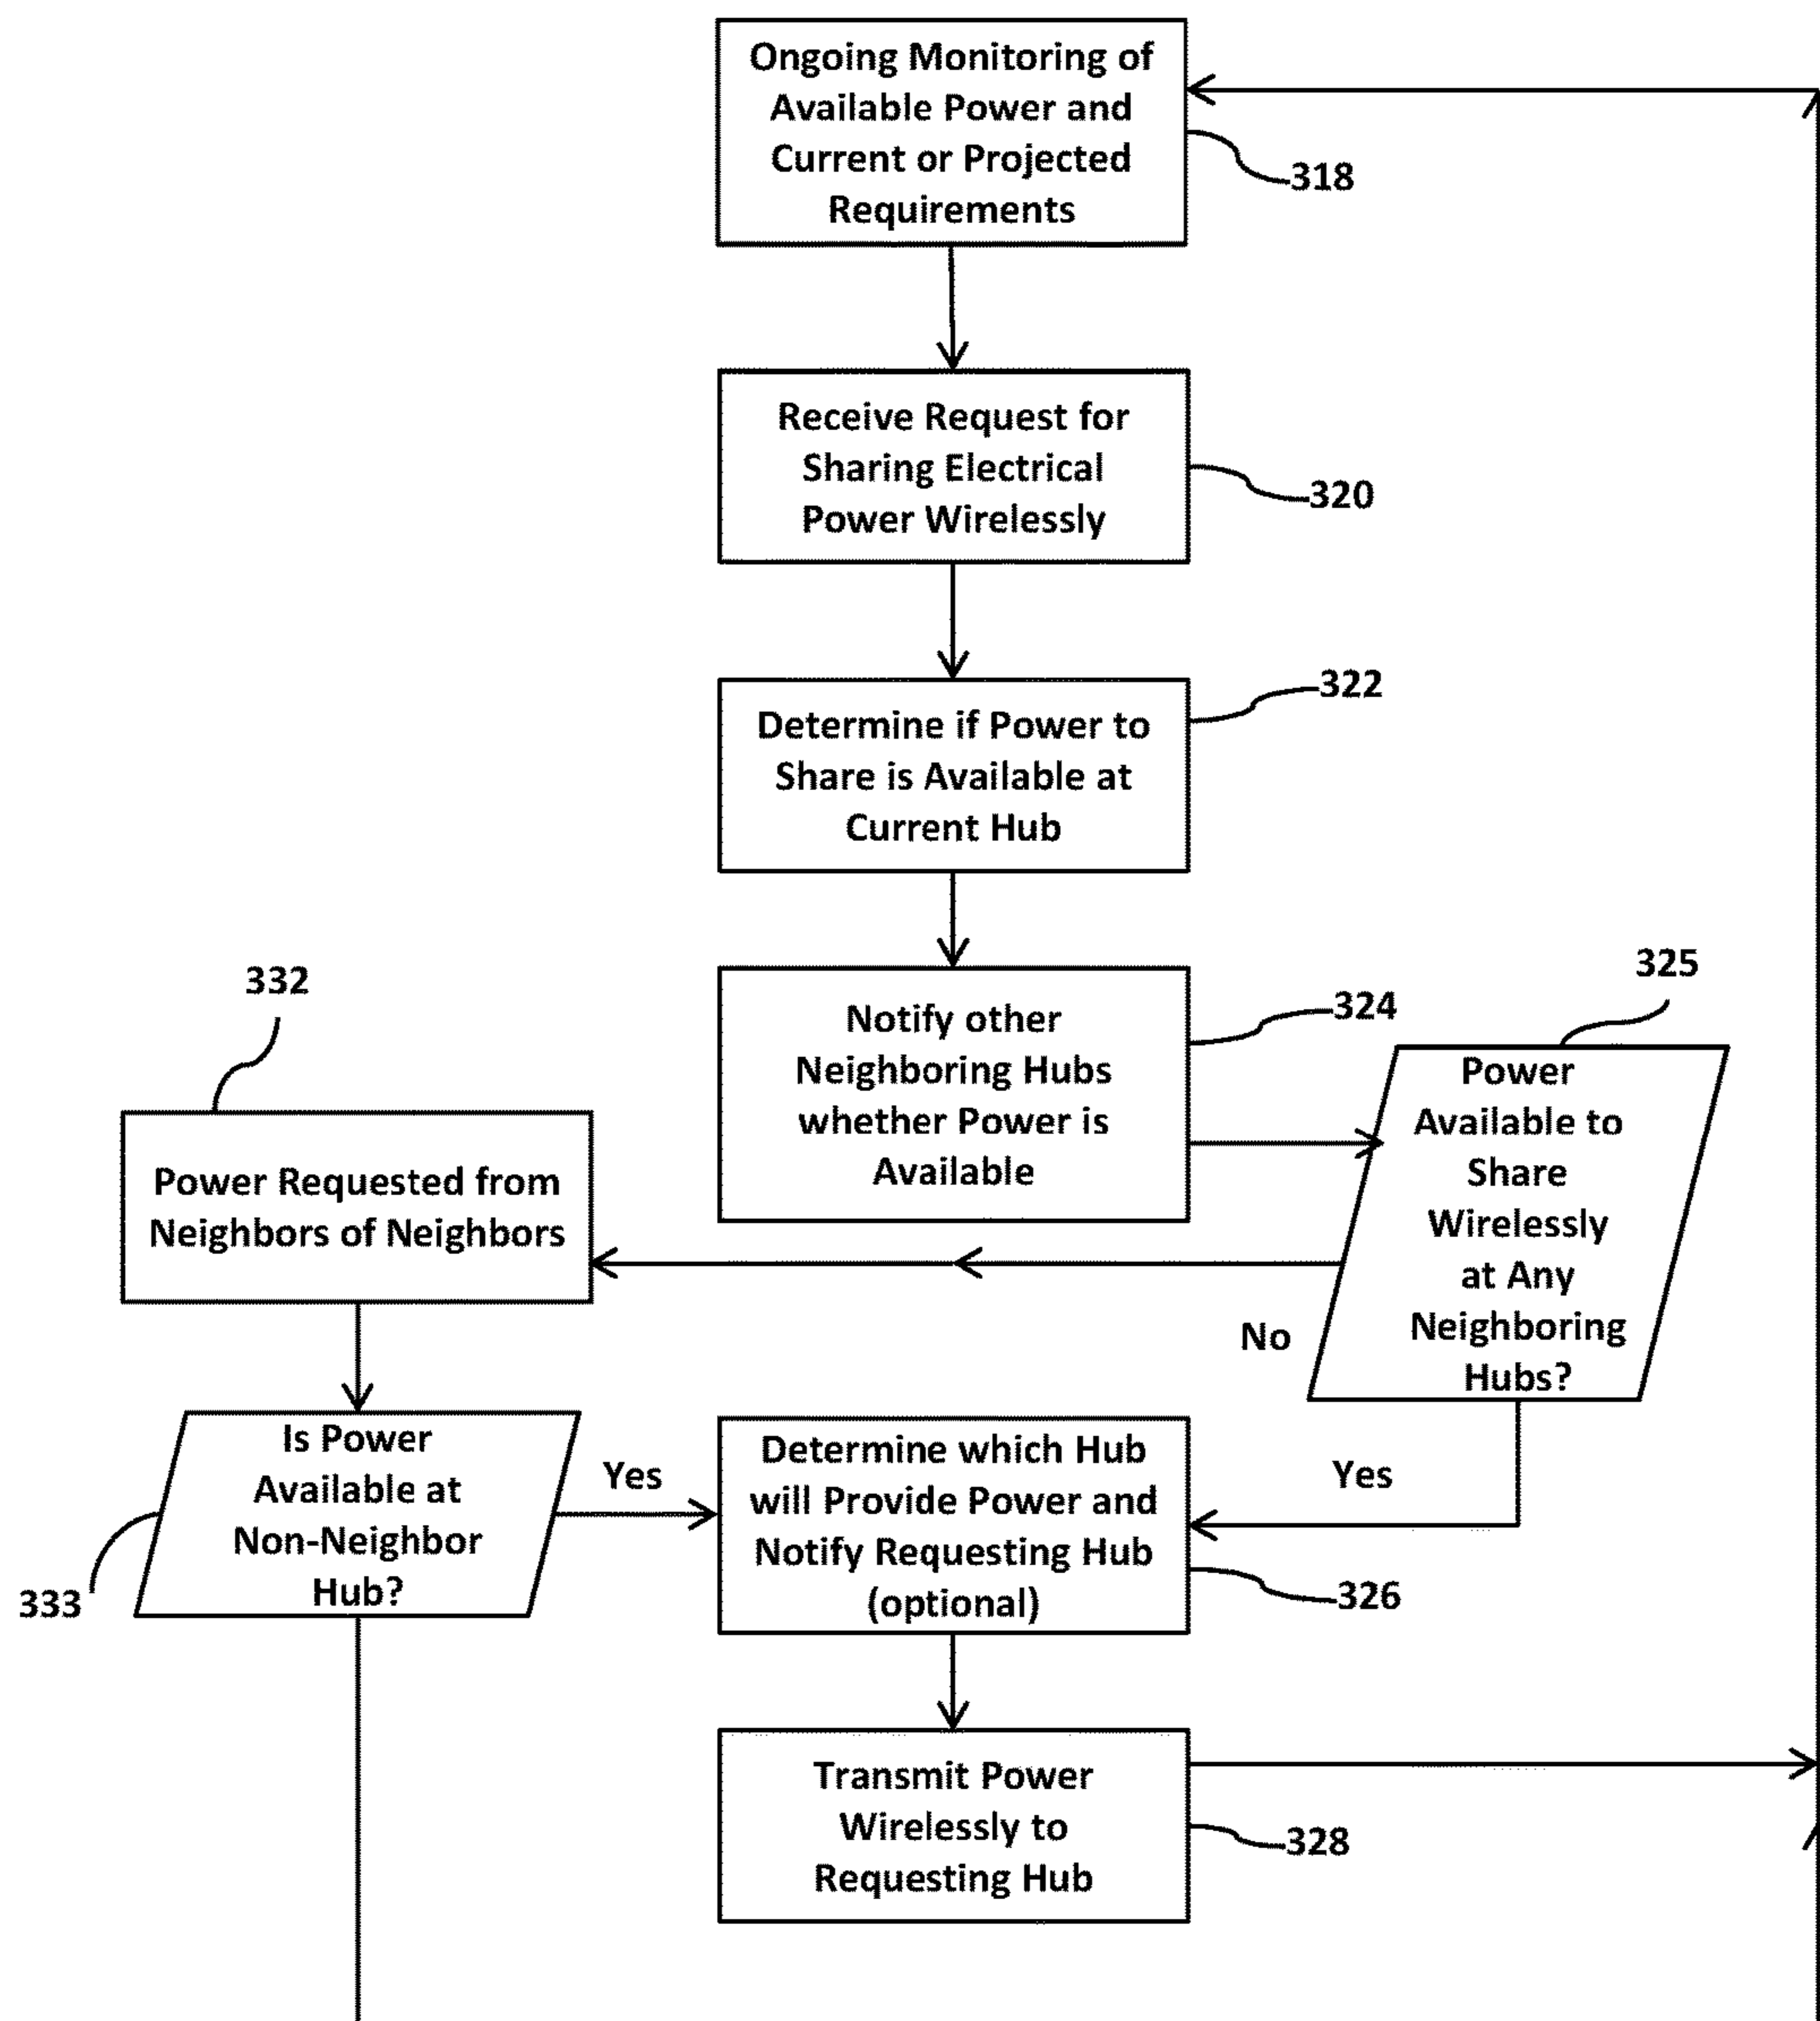 Ongoing Monitoring of
Available Power and
Current or Projected
Requirements
318
Receive Request for
Sharing Electrical
Power Wirelessly
320
322
Determine if Power to
Share is Available at
Current Hub
332
325
324
Notify other
Neighboring Hubs
whether Power is
Available
Power
Available to
Share
Wirelessly
at Any
Neighboring
Hubs?
Power Requested from
Neighbors of Neighbors
No
Is Power
Available at
Non-Neighbor
Hub?
333
Yes
Determine which Hub
will Provide Power and
Notify Requesting Hub
(optional)
Yes
326
Transmit Power
Wirelessly to
Requesting Hub
328